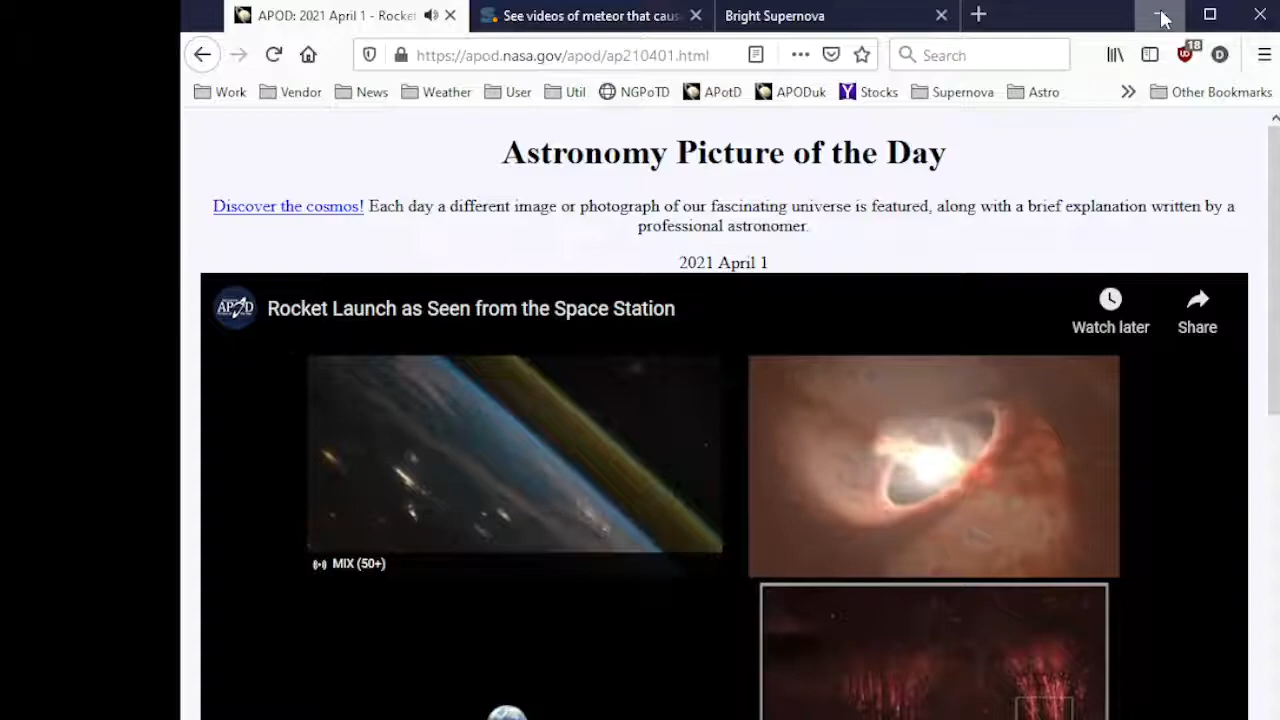 APOD: 2021 April 1 - Rocket
See videos of meteor that caus
Bright Supernova
https://apod.nasa.gov/apod/ap210401.html
Search
18
D
Work
Vendor
News
Weather
User
Util
NGPoTD
APotD
APODuk
Y
Stocks
Supernova
Astro
Other Bookmarks
Astronomy Picture of the Day
Discover the cosmos! Each day a different image or photograph of our fascinating universe is featured, along with a brief explanation written by a
professional astronomer.
2021 April 1
APOD
Rocket Launch as Seen from the Space Station
Watch later
Share
MIX (50+)